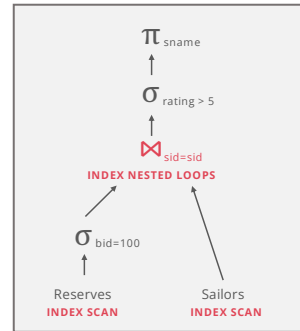 π sname
σ rating > 5
⋈ sid=sid
INDEX NESTED LOOPS
σ bid=100
Reserves Sailors
INDEX SCAN INDEX SCAN